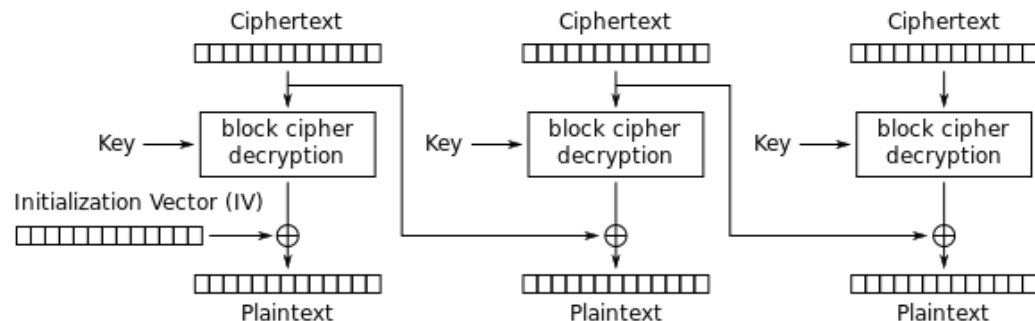 Ciphertext
Ciphertext
Ciphertext
Key
block cipher
decryption
Key
block cipher
decryption
Key
block cipher
decryption
Initialization Vector (IV)
Plaintext
Plaintext
Plaintext